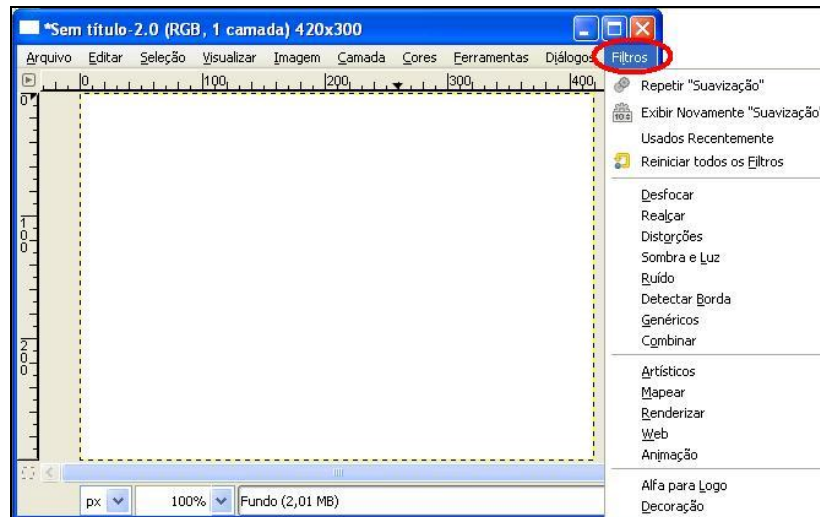 *Sem título-2.0 (RGB, 1 camada) 420x300
Arquivo Editar Seleção Visualizar Imagem Camada Cores Ferramentas Diálogos Filtros
0 100 200 300 400
0
100
200
Repetir "Suavização"
Exibir Novamente "Suavização"
Usados Recentemente
Reiniciar todos os Filtros
Desfocar
Realçar
Distorções
Sombra e Luz
Ruído
Detectar Borda
Genéricos
Combinar
Artísticos
Mapear
Renderizar
Web
Animação
Alfa para Logo
Decoração
px 100% Fundo (2,01 MB)